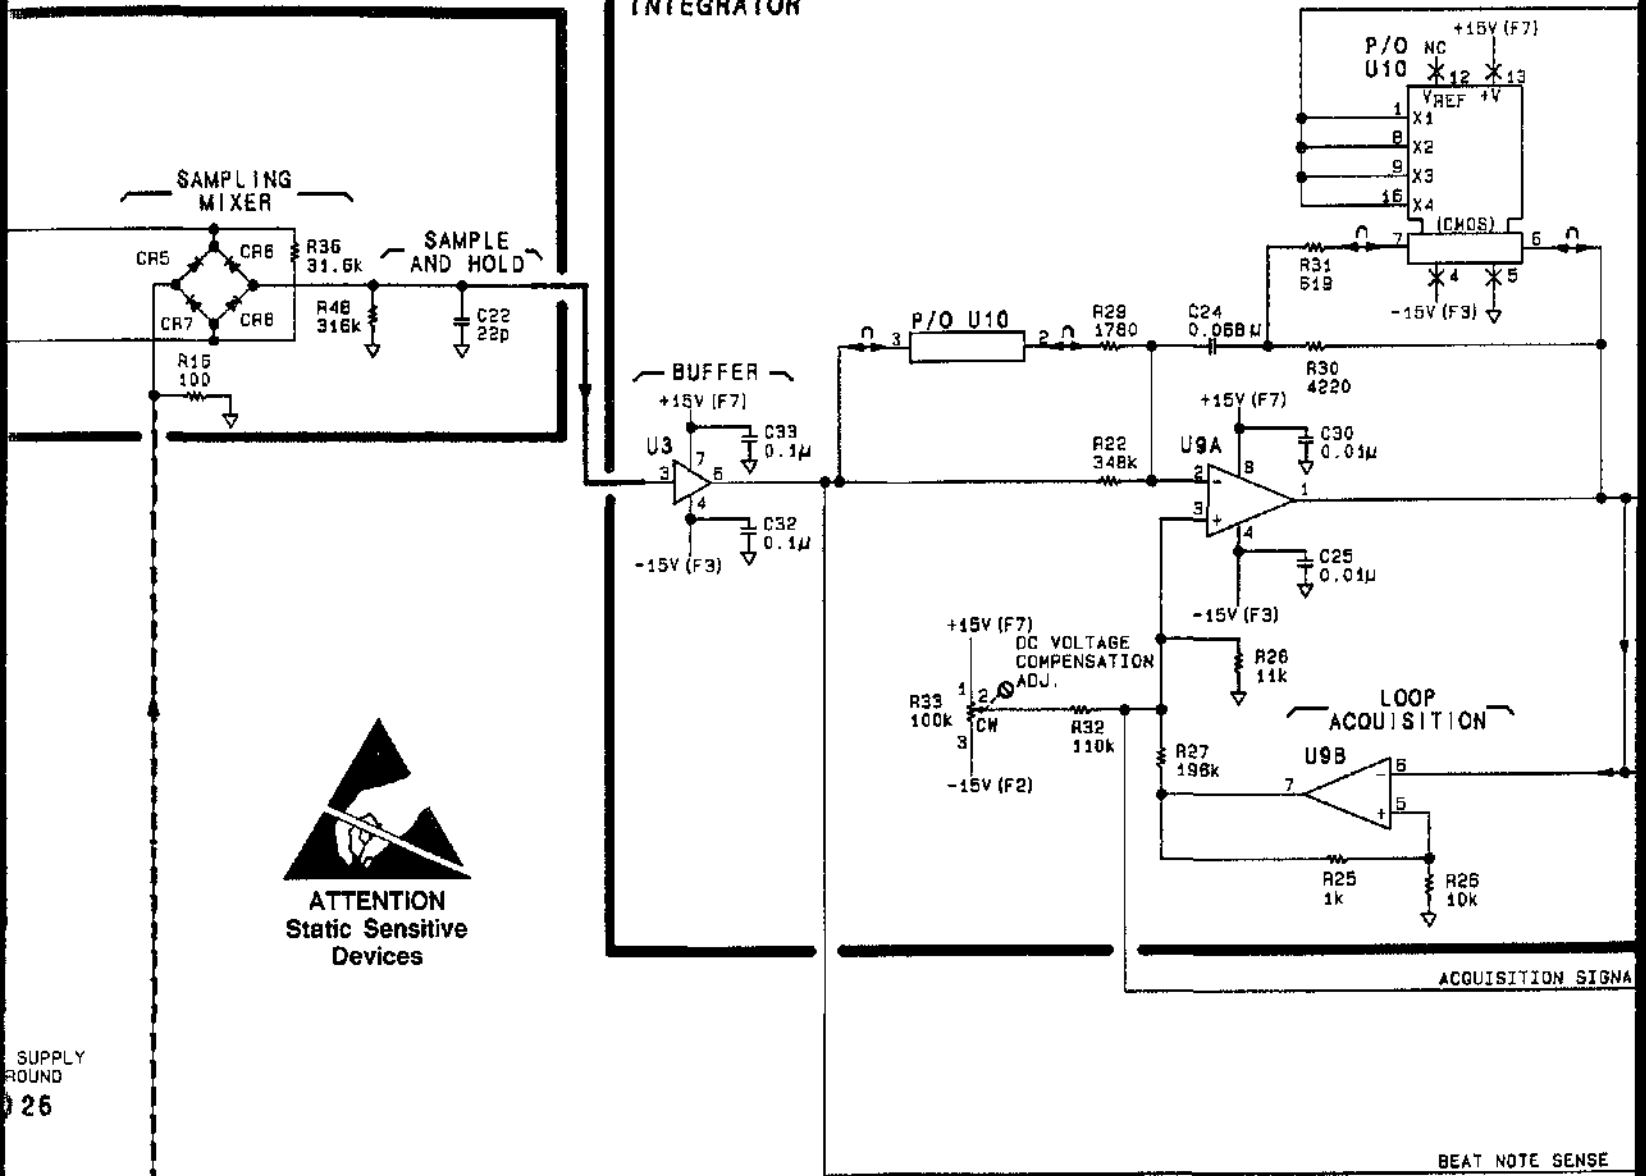 INTEGRATOR
+15V (F7)
P/O NC
U10
12 13
VREF +V
1 X1
8 X2
9 X3
16 X4
(CMOS)
7 6
R31
619
4 5
-15V (F3)
SAMPLING
MIXER
CR5 CR6
R36
31.6k
SAMPLE
AND HOLD
CR7 CR8
R48
316k
C22
22p
R16
100
P/O U10
3 2
R29
1780
C24
0.068µ
R30
4220
BUFFER
+15V (F7)
C33
0.1µ
U3
7
3 6
4
C32
0.1µ
-15V (F3)
R22
348k
+15V (F7)
U9A
C30
0.01µ
8
2 -
1
3 +
4
C25
0.01µ
-15V (F3)
+15V (F7)
DC VOLTAGE
COMPENSATION
ADJ.
1 2
R33
100k
CW
3
-15V (F2)
R32
110k
R28
11k
R27
196k
LOOP
ACQUISITION
U9B
- 6
7
+ 5
R25
1k
R26
10k
ATTENTION
Static Sensitive
Devices
ACQUISITION SIGNA
SUPPLY
ROUND
26
BEAT NOTE SENSE